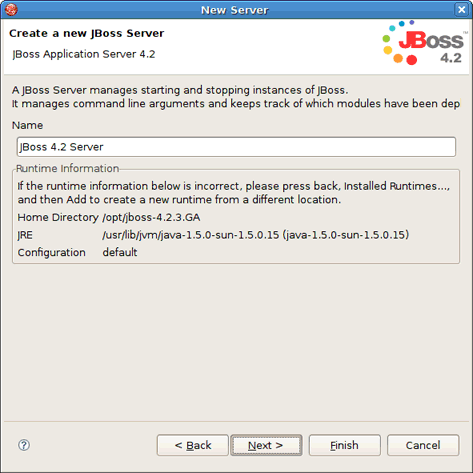 New Server
Create a new JBoss Server
JBoss Application Server 4.2
JBoss
4.2
A JBoss Server manages starting and stopping instances of JBoss.
It manages command line arguments and keeps track of which modules have been dep
Name
JBoss 4.2 Server
Runtime Information
If the runtime information below is incorrect, please press back, Installed Runtimes...,
and then Add to create a new runtime from a different location.
Home Directory /opt/jboss-4.2.3.GA
JRE /usr/lib/jvm/java-1.5.0-sun-1.5.0.15 (java-1.5.0-sun-1.5.0.15)
Configuration default
? < Back Next > Finish Cancel